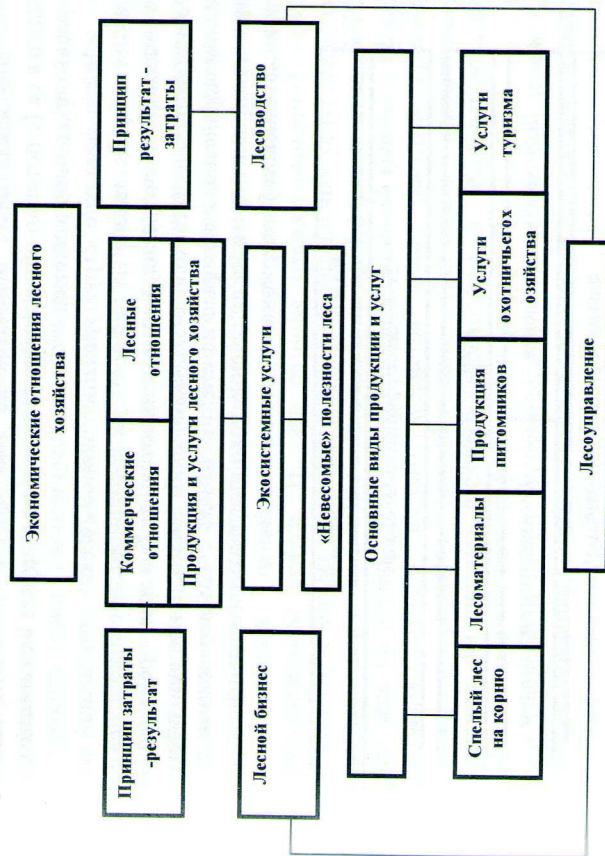 Экономические отношения лесного
хозяйства
Принцип затраты
-результат
Коммерческие
отношения
Лесные
отношения
Принцип
результат -
затраты
Продукция и услуги лесного хозяйства
Лесной бизнес
Экосистемные услуги
Лесоводство
«Невесомые» полезности леса
Основные виды продукции и услуг
Спелый лес
на корню
Лесоматериалы
Продукция
питомников
Услуги
охотничьегох
озяйства
Услуги
туризма
Лесоуправление